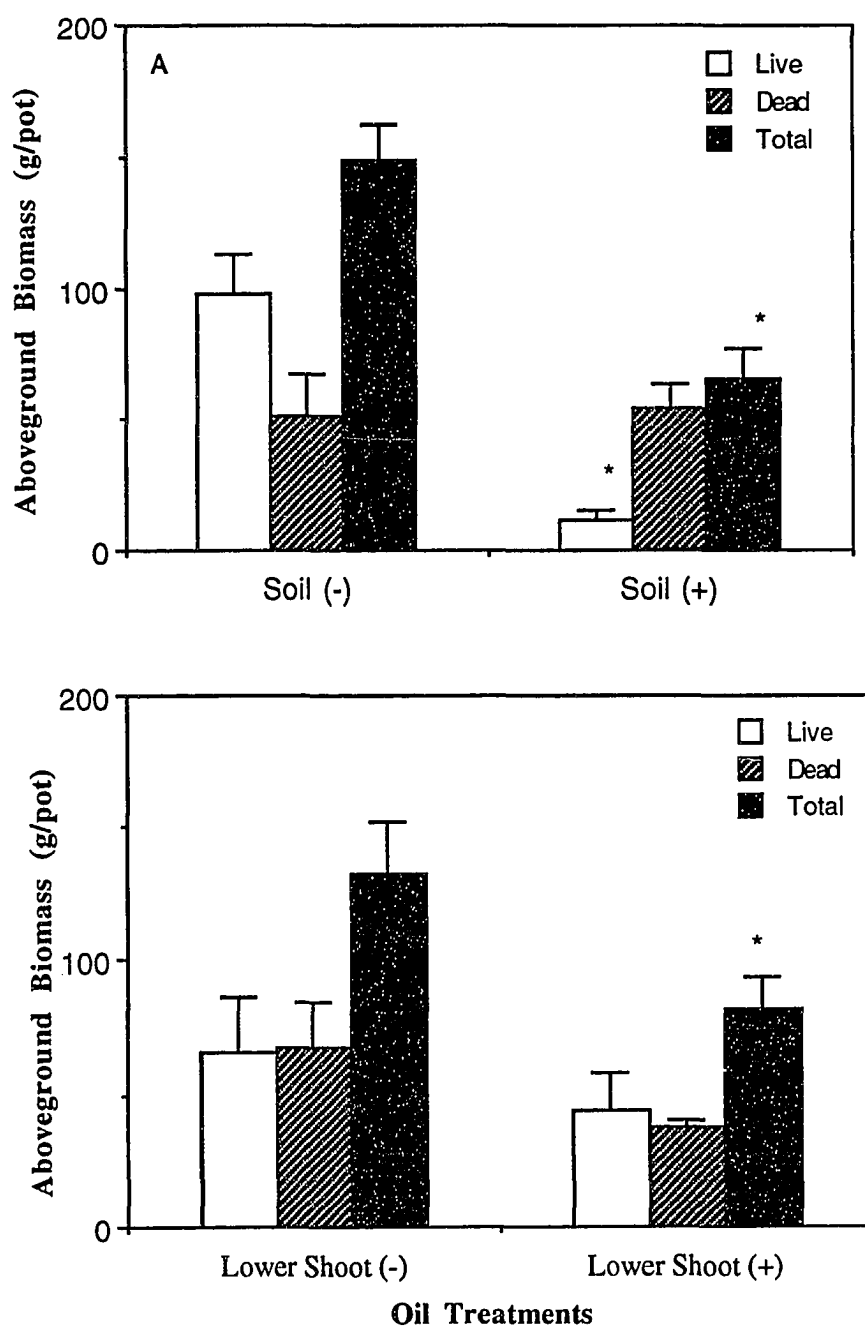 200
A
Live
Dead
Total
Aboveground Biomass (g/pot)
100
*
*
0
Soil (-) Soil (+)
200
Live
Dead
Total
Aboveground Biomass (g/pot)
100
*
0
Lower Shoot (-) Lower Shoot (+)
Oil Treatments